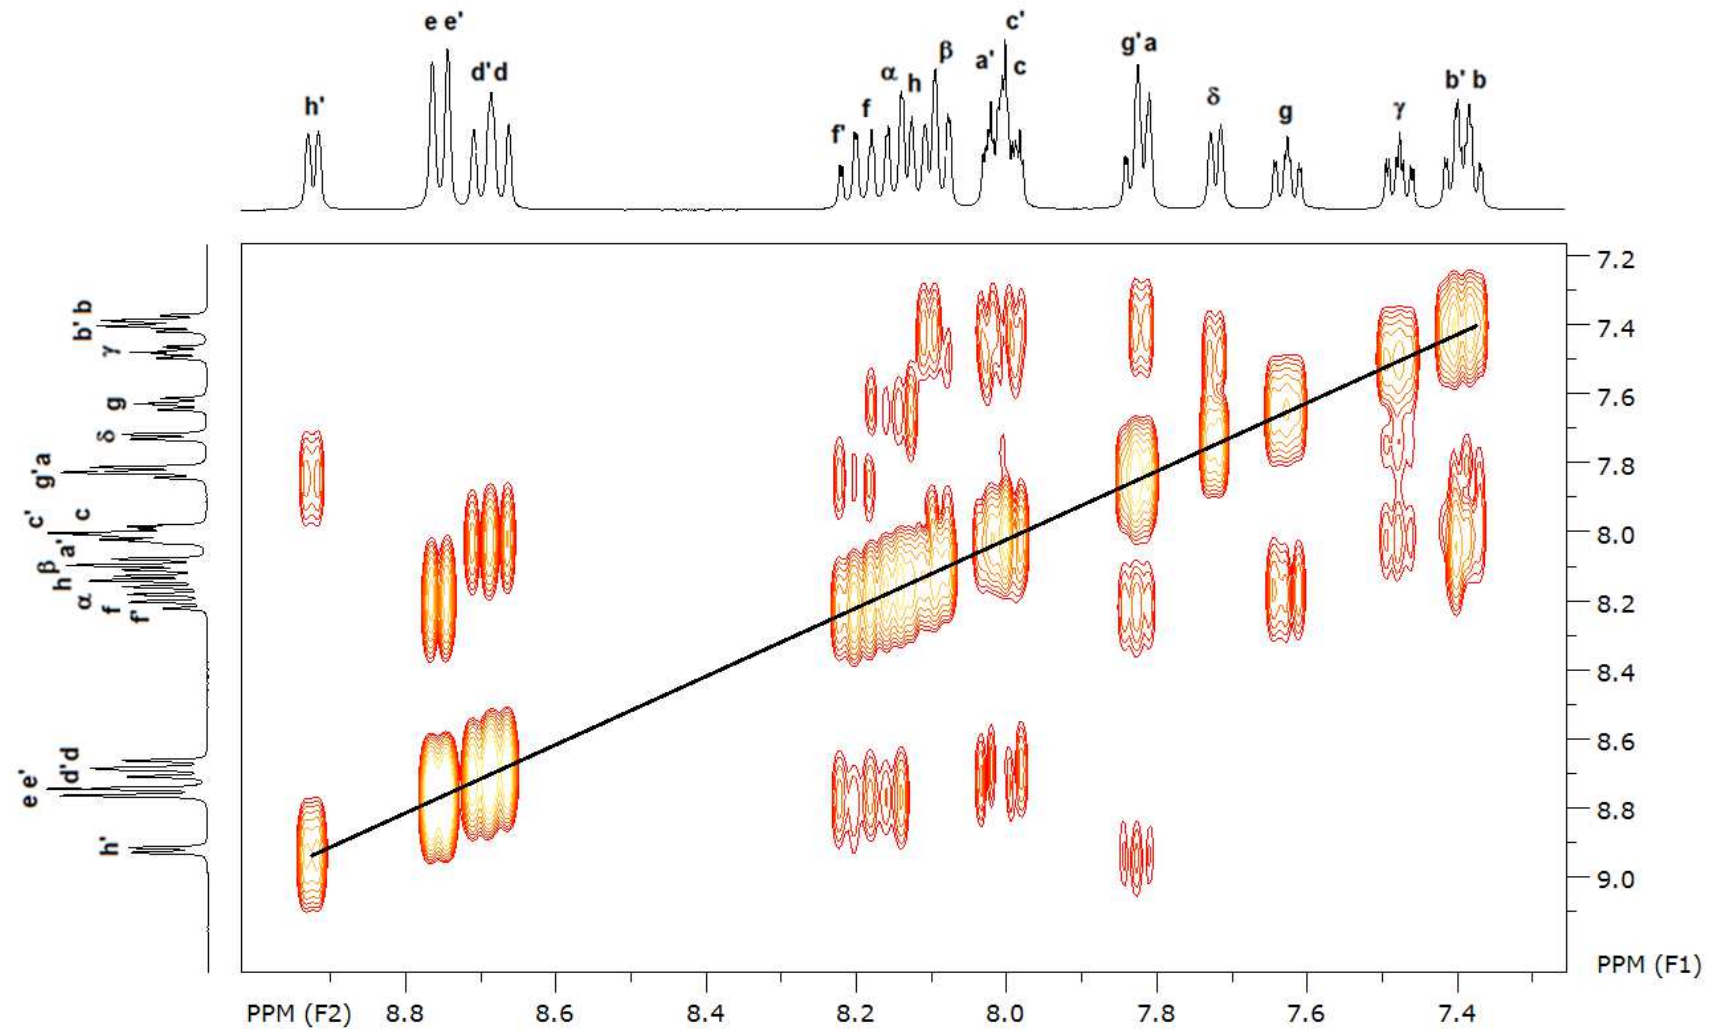 c'
e e'
β
g' a
a'
c
d' d
α
h
b' b
h'
f
δ
g
γ
f'
7.2
b' b
7.4
γ
g
7.6
δ
g' a
7.8
c' c
8.0
a'
β
h
α
8.2
f
f'
8.4
8.6
d' d
e e'
8.8
h'
9.0
PPM (F1)
PPM (F2) 8.8 8.6 8.4 8.2 8.0 7.8 7.6 7.4